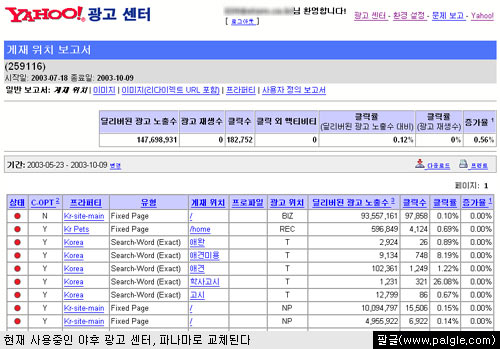 YAHOO! 광고 센터
님 환영합니다!
[ 로그아웃 ]
광고 센터 - 환경 설정 - 문제 보고 - Yahoo!
게재 위치 보고서
(259116)
시작일: 2003-07-18 종료일: 2003-10-09
일반 보고서: 게재 위치 | 이미지 | 이미지(리다이렉트 URL 포함) | 프라퍼티 | 사용자 정의 보고서
딜리버된 광고 노출수 광고 재생수 클릭수 클릭 외 액티비티 클릭률 (딜리버된 광고 노출수 대비) 클릭률 (광고 재생수) 증가율 1
147,698,931 0 182,752 0 0.12% 0% 0.56%
기간: 2003-05-23 - 2003-10-09 변경 다운로드 프린트
페이지: 1
상태 C-OPT 2 프라퍼티 유형 게재 위치 프로파일 광고 위치 딜리버된 광고 노출수 3 클릭수 클릭률 증가율 1
N Kr-site-main Fixed Page / BIZ 93,557,161 97,858 0.10% 0.00%
Y Kr Pets Fixed Page /home REC 596,849 4,124 0.69% 0.00%
Y Korea Search-Word (Exact) 애완 T 2,924 26 0.89% 0.00%
Y Korea Search-Word (Exact) 애견미용 T 9,134 748 8.19% 0.00%
Y Korea Search-Word (Exact) 애견 T 102,361 1,249 1.22% 0.00%
Y Korea Search-Word (Exact) 학사고시 T 1,231 321 26.08% 0.00%
Y Korea Search-Word (Exact) 고시 T 12,799 86 0.67% 0.00%
Y Kr-site-main Fixed Page / NP 10,094,797 15,506 0.15% 0.00%
Y Kr-site-main Fixed Page / NP 4,955,922 6,922 0.14% 0.00%
현재 사용중인 야후 광고 센터, 파나마로 교체된다
팔글(www.palgle.com)